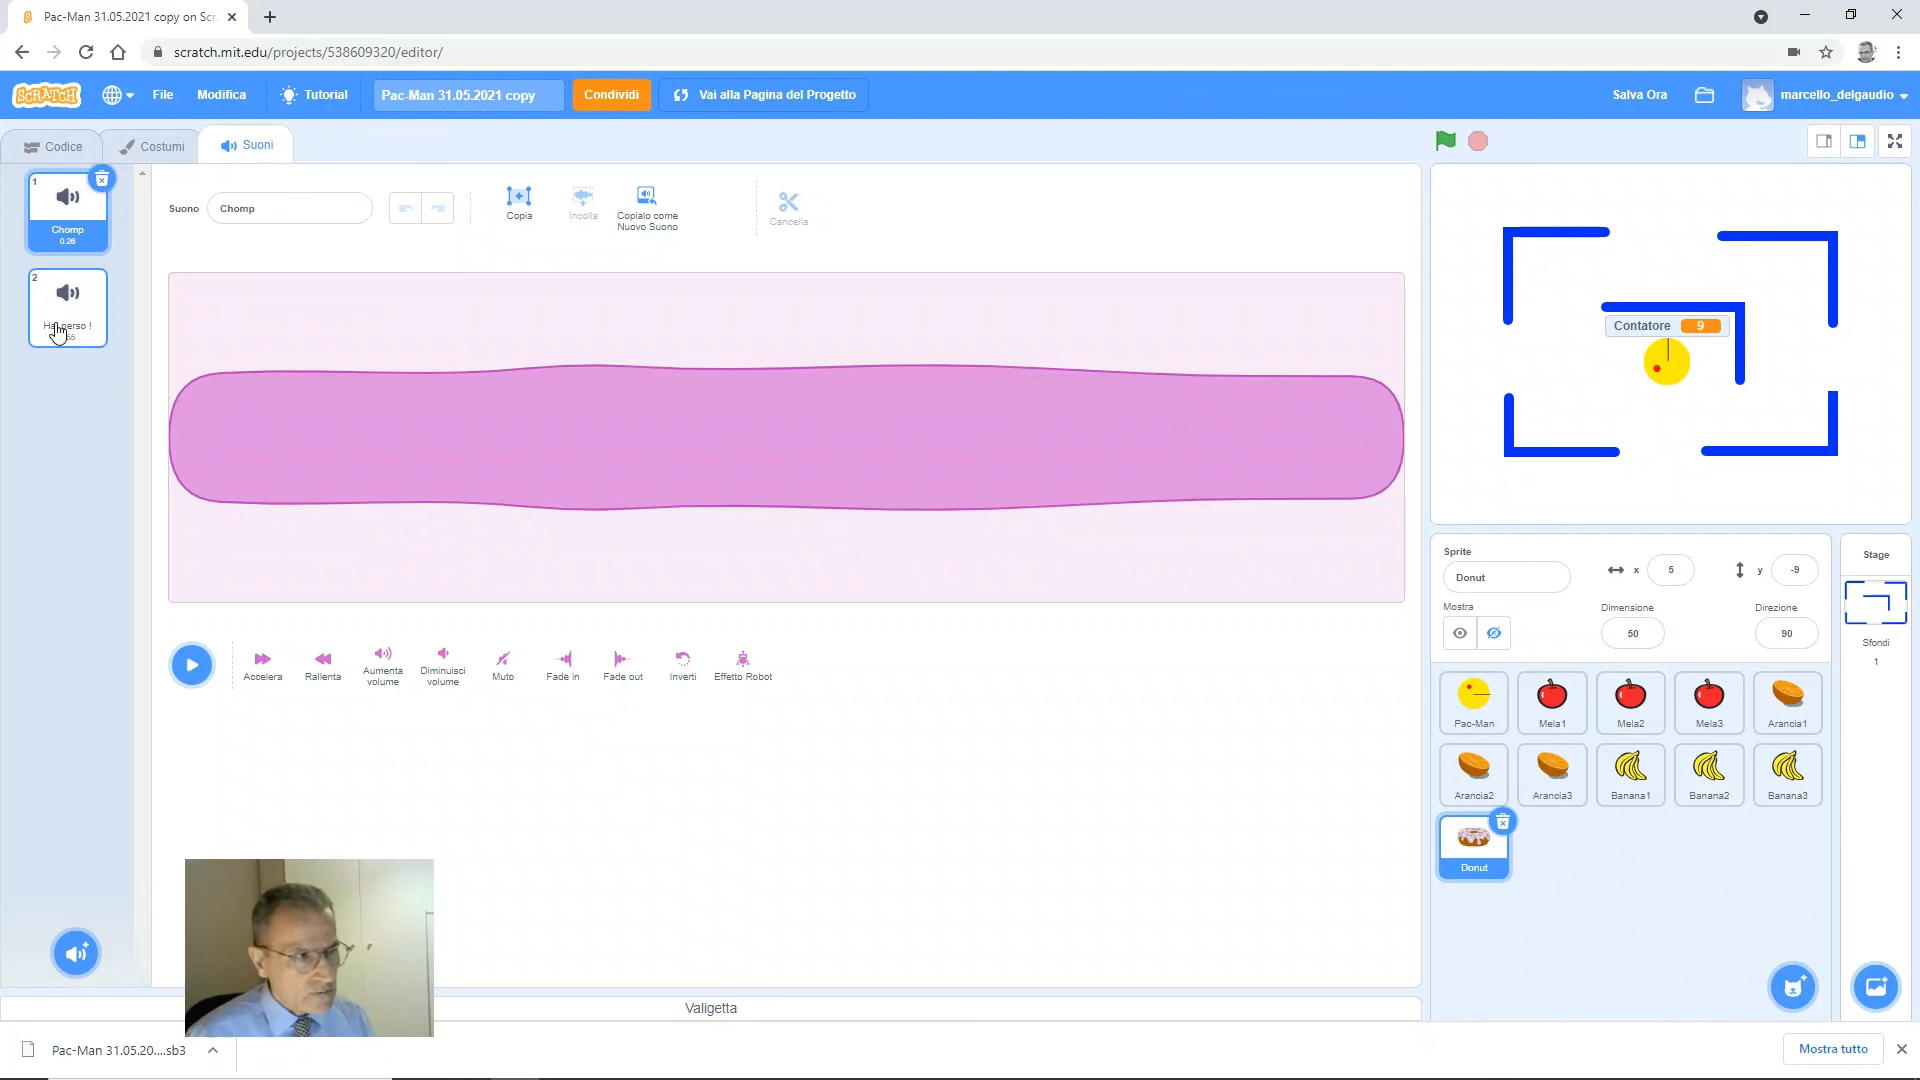 Pac-Man 31.05.2021 copy on Scr
scratch.mit.edu/projects/538609320/editor/
SCRATCH
File
Modifica
Tutorial
Pac-Man 31.05.2021 copy
Condividi
Vai alla Pagina del Progetto
Salva Ora
marcello_delgaudio
Codice
Costumi
Suoni
1
Chomp
0.26
2
perso !
Suono
Chomp
Copia
Incolla
Copialo come
Nuovo Suono
Cancella
Accelera
Rallenta
Aumenta
volume
Diminuisci
volume
Muto
Fade in
Fade out
Inverti
Effetto Robot
Contatore 9
Sprite
Donut
x 5
y -9
Mostra
Dimensione
50
Direzione
90
Stage
Sfondi
1
Pac-Man
Mela1
Mela2
Mela3
Arancia1
Arancia2
Arancia3
Banana1
Banana2
Banana3
Donut
Valigetta
Pac-Man 31.05.20....sb3
Mostra tutto